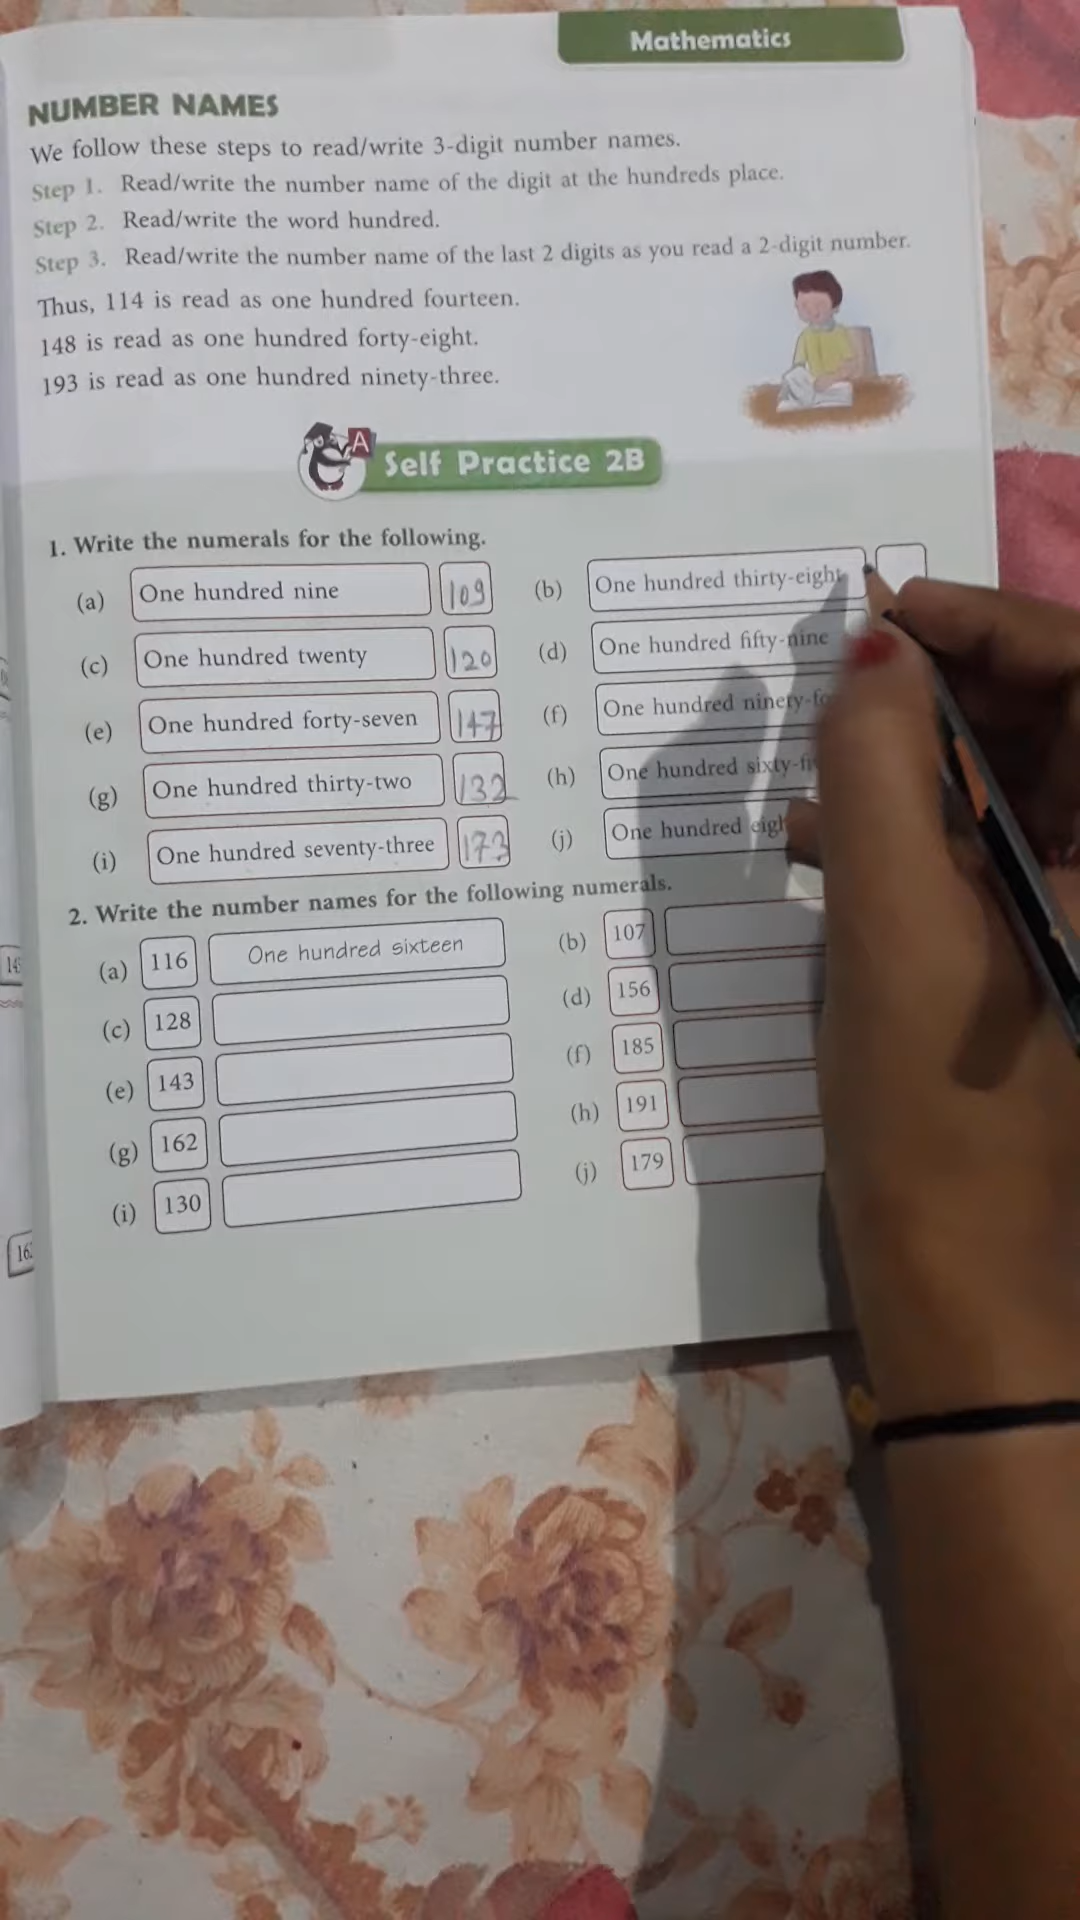 Mathematics
NUMBER NAMES
We follow these steps to read/write 3-digit number names.
Step 1. Read/write the number name of the digit at the hundreds place.
Step 2. Read/write the word hundred.
Step 3. Read/write the number name of the last 2 digits as you read a 2-digit number.
Thus, 114 is read as one hundred fourteen.
148 is read as one hundred forty-eight.
193 is read as one hundred ninety-three.
A
Self Practice 2B
1. Write the numerals for the following.
(a) One hundred nine 109 (b) One hundred thirty-eight
(c) One hundred twenty 120 (d) One hundred fifty-nine
(e) One hundred forty-seven 147 (f) One hundred
(g) One hundred thirty-two 132 (h) One hundred
(i) One hundred seventy-three 173 (j) One hundred
2. Write the number names for the following numerals.
(a) 116 One hundred sixteen (b) 107
(c) 128 (d) 156
(e) 143 (f) 185
(g) 162 (h) 191
(i) 130 (j) 179